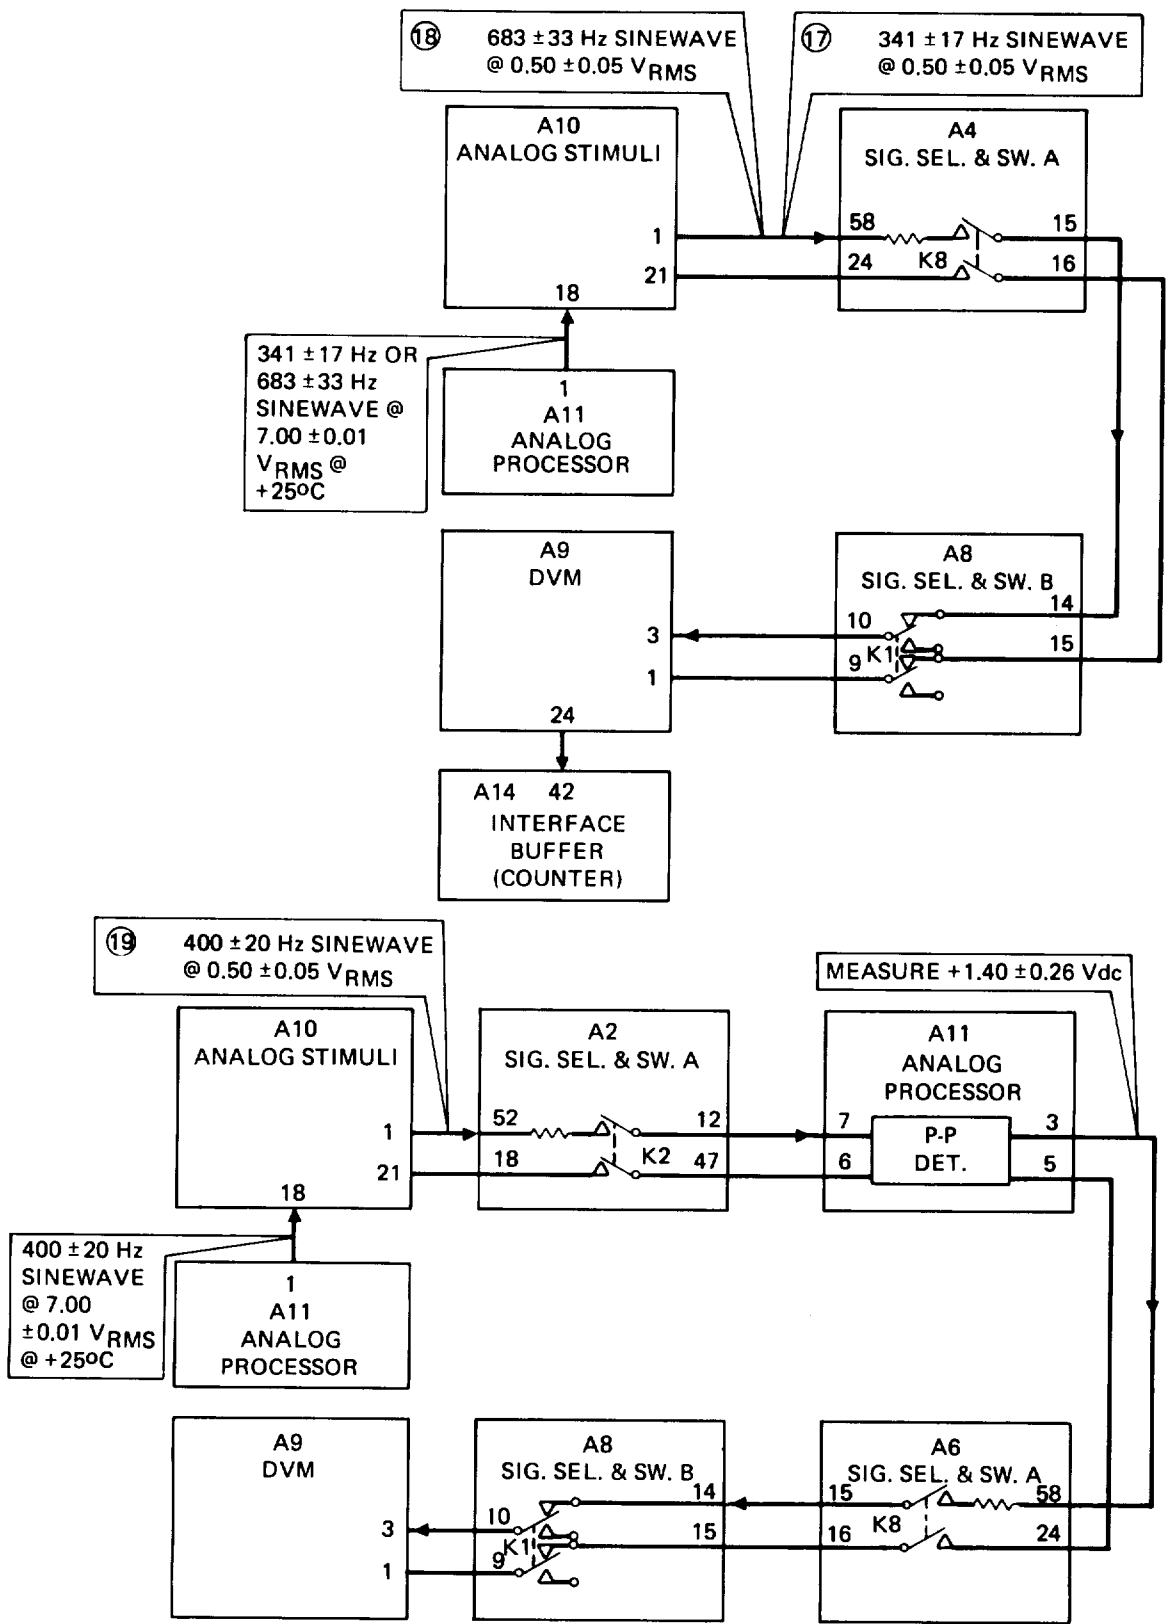 18 683 ±33 Hz SINEWAVE
@ 0.50 ±0.05 VRMS
17 341 ±17 Hz SINEWAVE
@ 0.50 ±0.05 VRMS
A10
ANALOG STIMULI
1
21
18
A4
SIG. SEL. & SW. A
58
15
24
K8
16
341 ±17 Hz OR
683 ±33 Hz
SINEWAVE @
7.00 ±0.01
VRMS @
+25ºC
1
A11
ANALOG
PROCESSOR
A9
DVM
3
1
24
A8
SIG. SEL. & SW. B
14
10
15
K1
9
A14 42
INTERFACE
BUFFER
(COUNTER)
19 400 ±20 Hz SINEWAVE
@ 0.50 ±0.05 VRMS
MEASURE +1.40 ±0.26 Vdc
A10
ANALOG STIMULI
1
21
18
A2
SIG. SEL. & SW. A
52
12
18
K2
47
A11
ANALOG
PROCESSOR
7
P-P
DET.
3
6
5
400 ±20 Hz
SINEWAVE
@ 7.00
±0.01 VRMS
@ +25ºC
1
A11
ANALOG
PROCESSOR
A9
DVM
3
1
A8
SIG. SEL. & SW. B
14
10
15
K1
9
A6
SIG. SEL. & SW. A
15
58
K8
16
24